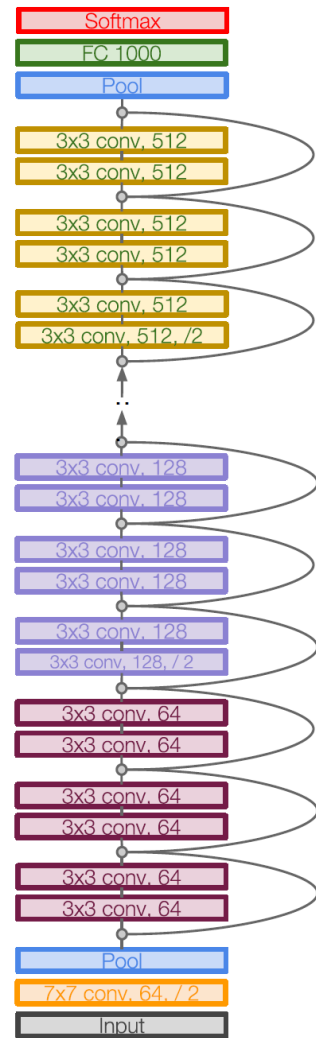 Softmax
FC 1000
Pool
3x3 conv, 512
3x3 conv, 512
3x3 conv, 512
3x3 conv, 512
3x3 conv, 512
3x3 conv, 512, /2
..
.
3x3 conv, 128
3x3 conv, 128
3x3 conv, 128
3x3 conv, 128
3x3 conv, 128
3x3 conv, 128, / 2
3x3 conv, 64
3x3 conv, 64
3x3 conv, 64
3x3 conv, 64
3x3 conv, 64
3x3 conv, 64
Pool
7x7 conv, 64, / 2
Input